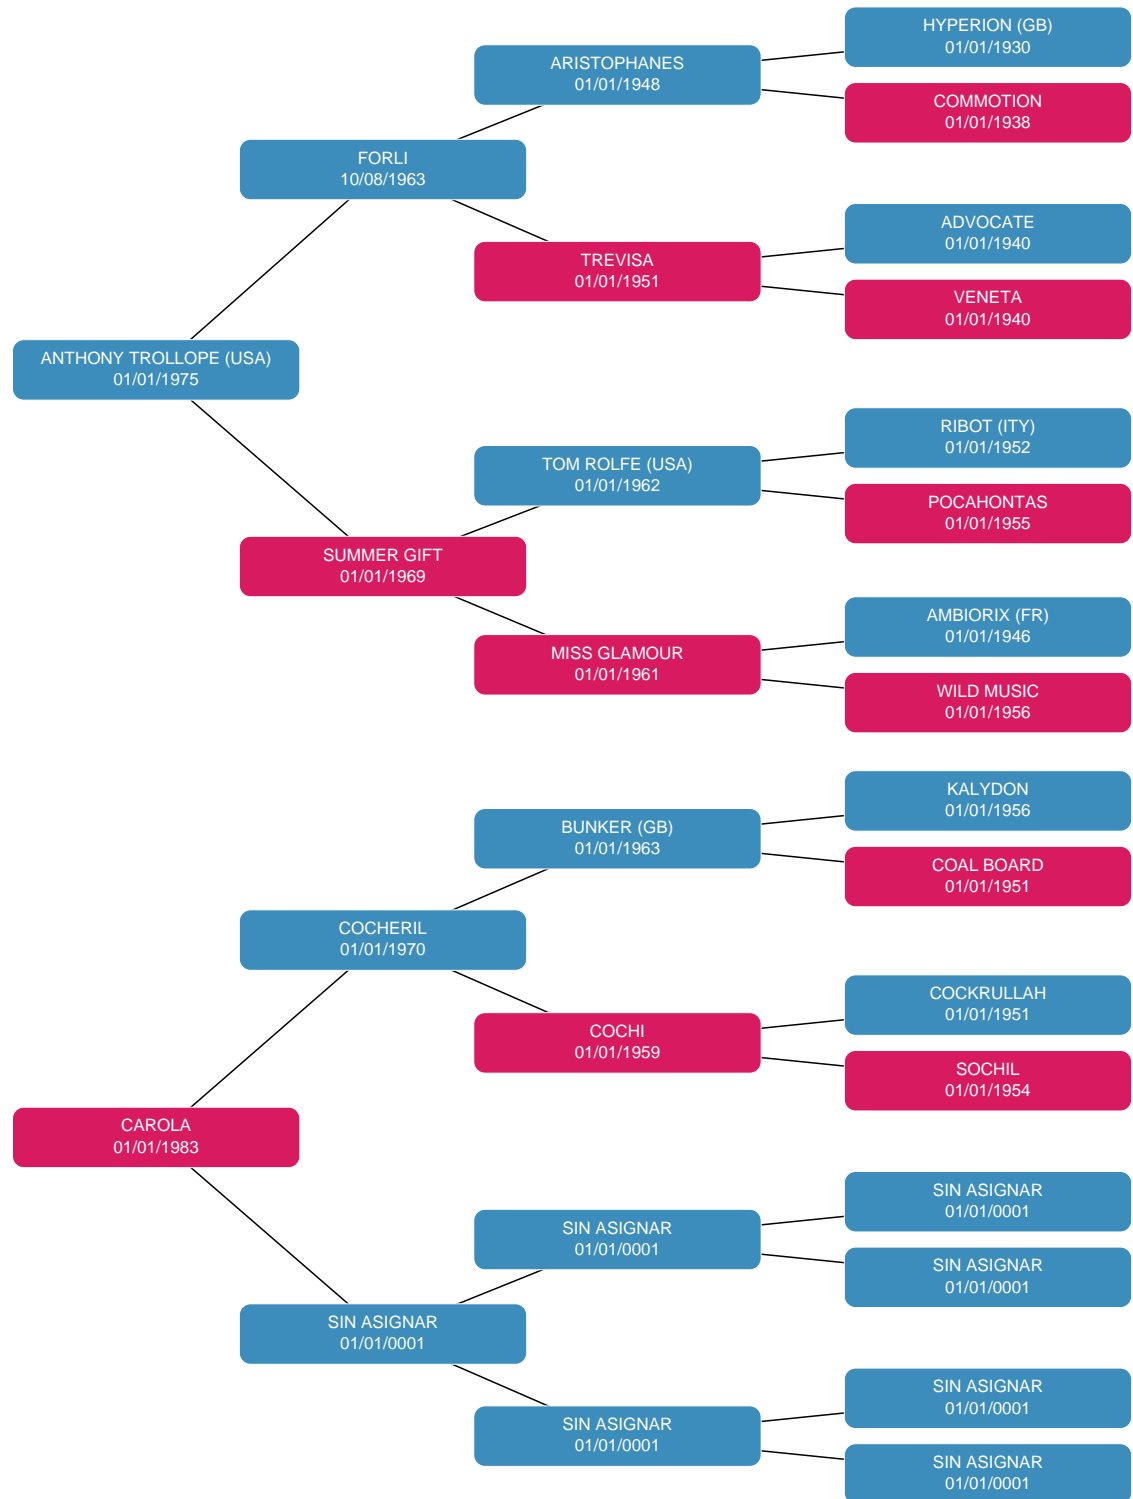 HYPERION (GB)
01/01/1930
ARISTOPHANES
01/01/1948
COMMOTION
01/01/1938
FORLI
10/08/1963
ADVOCATE
01/01/1940
TREVISA
01/01/1951
VENETA
01/01/1940
ANTHONY TROLLOPE (USA)
01/01/1975
RIBOT (ITY)
01/01/1952
TOM ROLFE (USA)
01/01/1962
POCAHONTAS
01/01/1955
SUMMER GIFT
01/01/1969
AMBIORIX (FR)
01/01/1946
MISS GLAMOUR
01/01/1961
WILD MUSIC
01/01/1956
KALYDON
01/01/1956
BUNKER (GB)
01/01/1963
COAL BOARD
01/01/1951
COCHERIL
01/01/1970
COCKRULLAH
01/01/1951
COCHI
01/01/1959
SOCHIL
01/01/1954
CAROLA
01/01/1983
SIN ASIGNAR
01/01/0001
SIN ASIGNAR
01/01/0001
SIN ASIGNAR
01/01/0001
SIN ASIGNAR
01/01/0001
SIN ASIGNAR
01/01/0001
SIN ASIGNAR
01/01/0001
SIN ASIGNAR
01/01/0001